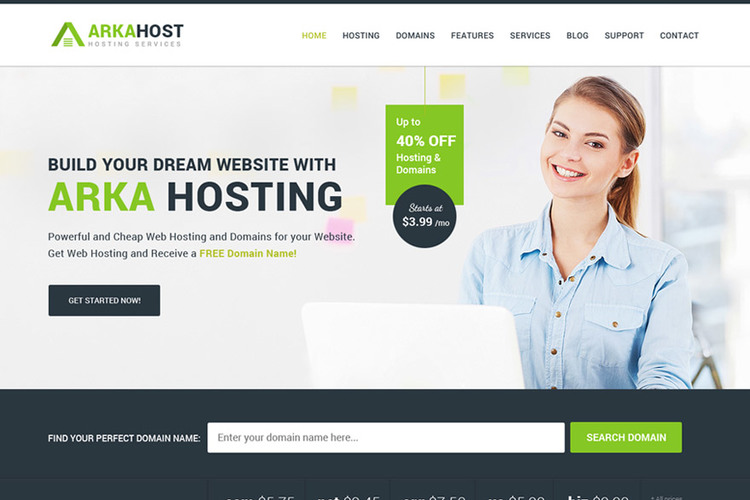 ARKAHOST
HOSTING SERVICES
HOME HOSTING DOMAINS FEATURES SERVICES BLOG SUPPORT CONTACT
Up to
40% OFF
Hosting &
Domains
Starts at
$3.99 /mo
BUILD YOUR DREAM WEBSITE WITH
ARKA HOSTING
Powerful and Cheap Web Hosting and Domains for your Website.
Get Web Hosting and Receive a FREE Domain Name!
GET STARTED NOW!
FIND YOUR PERFECT DOMAIN NAME:
Enter your domain name here...
SEARCH DOMAIN